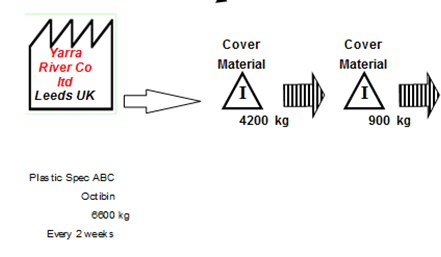 Yarra
River Co
ltd
Leeds UK
Cover
Material
I
4200 kg
Cover
Material
I
900 kg
Plastic Spec ABC
Octibin
6600 kg
Every 2 weeks